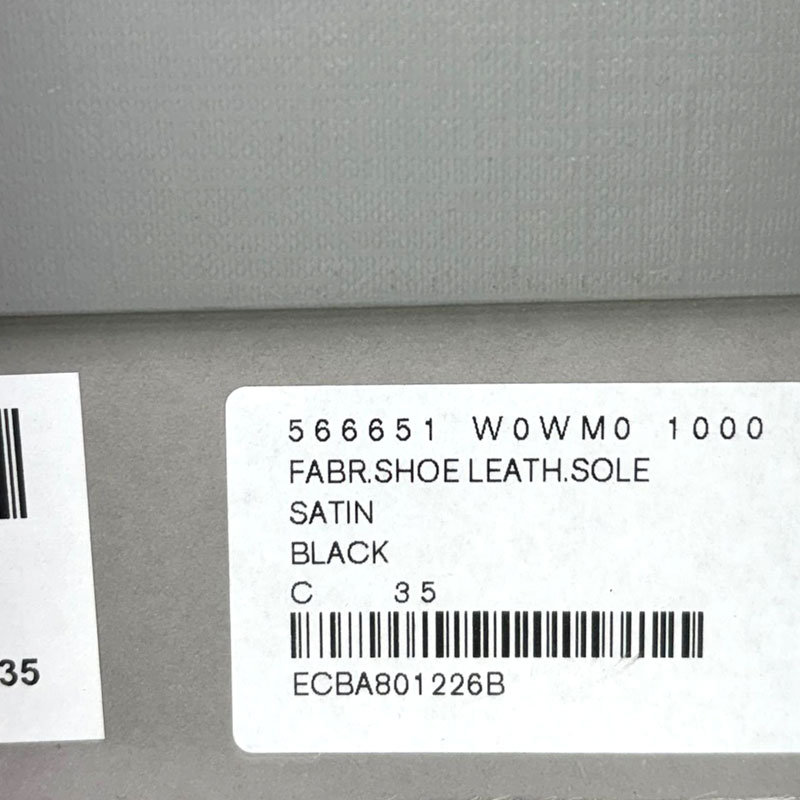 566651 W0WM0 1000
FABR.SHOE LEATH.SOLE
SATIN
BLACK
C 35
ECBA801226B
35